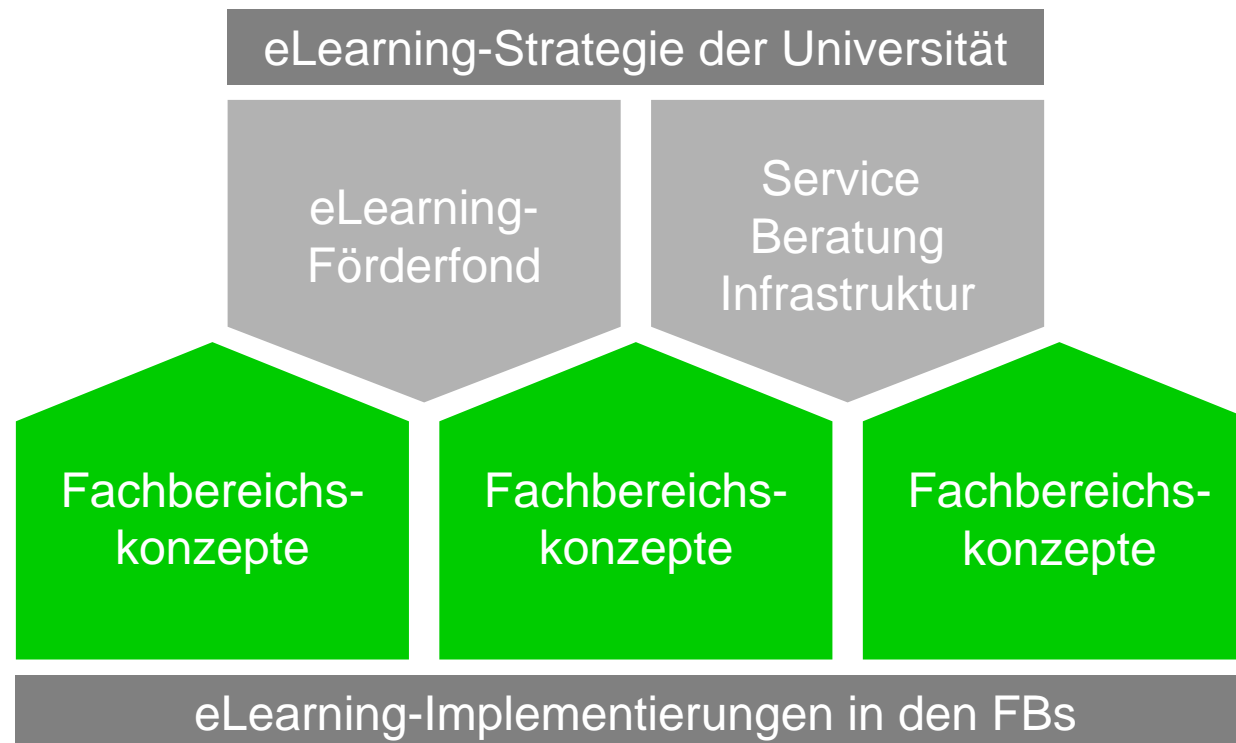 eLearning-Strategie der Universität
eLearning-
Förderfond
Service
Beratung
Infrastruktur
Fachbereichs-
konzepte
Fachbereichs-
konzepte
Fachbereichs-
konzepte
eLearning-Implementierungen in den FBs